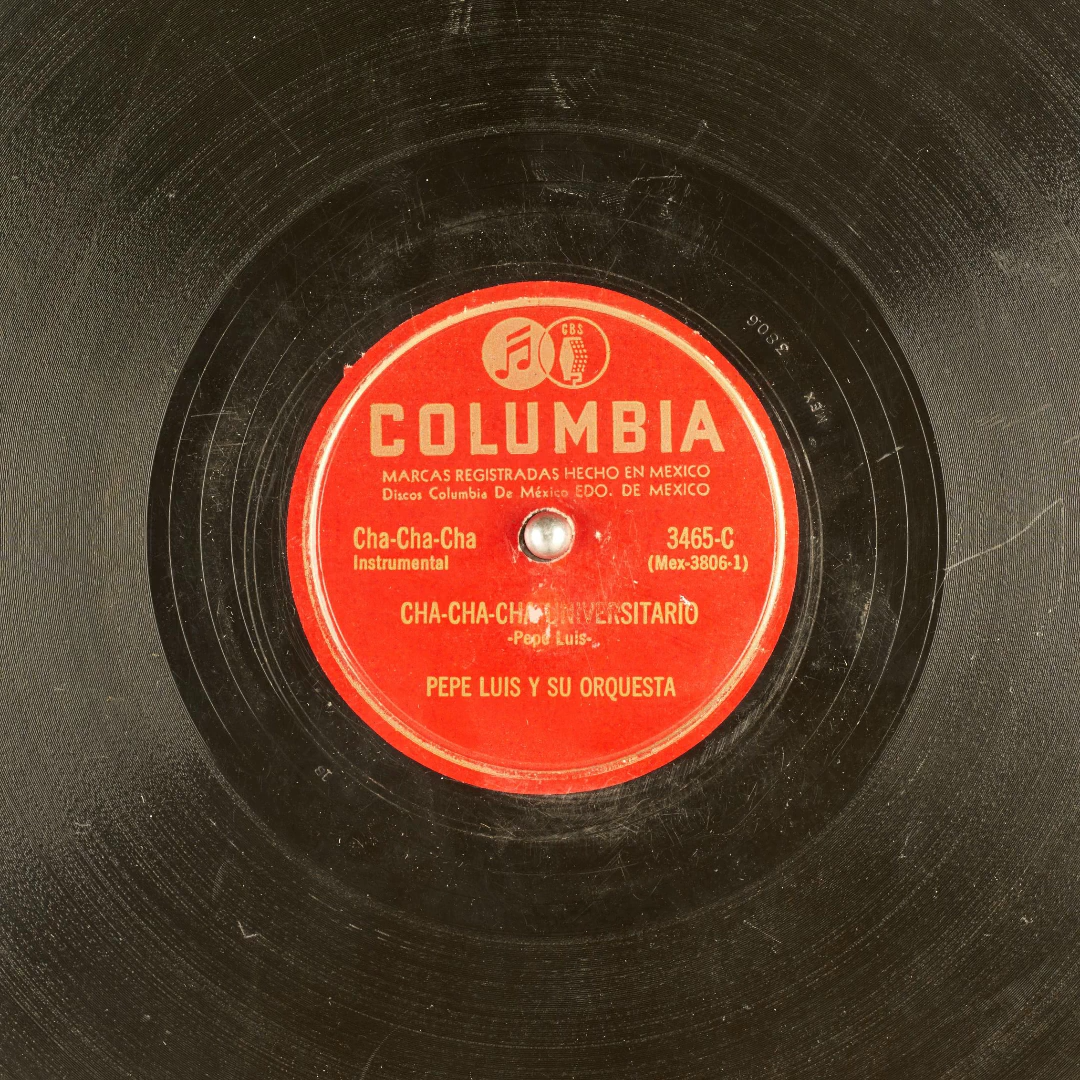 CBS
COLUMBIA
MARCAS REGISTRADAS HECHO EN MEXICO
Discos Columbia De México EDO. DE MEXICO
Cha-Cha-Cha
Instrumental
3465-C
(Mex-3806-1)
CHA-CHA-CHA UNIVERSITARIO
-Pepe Luis-
PEPE LUIS Y SU ORQUESTA
MEX 3806